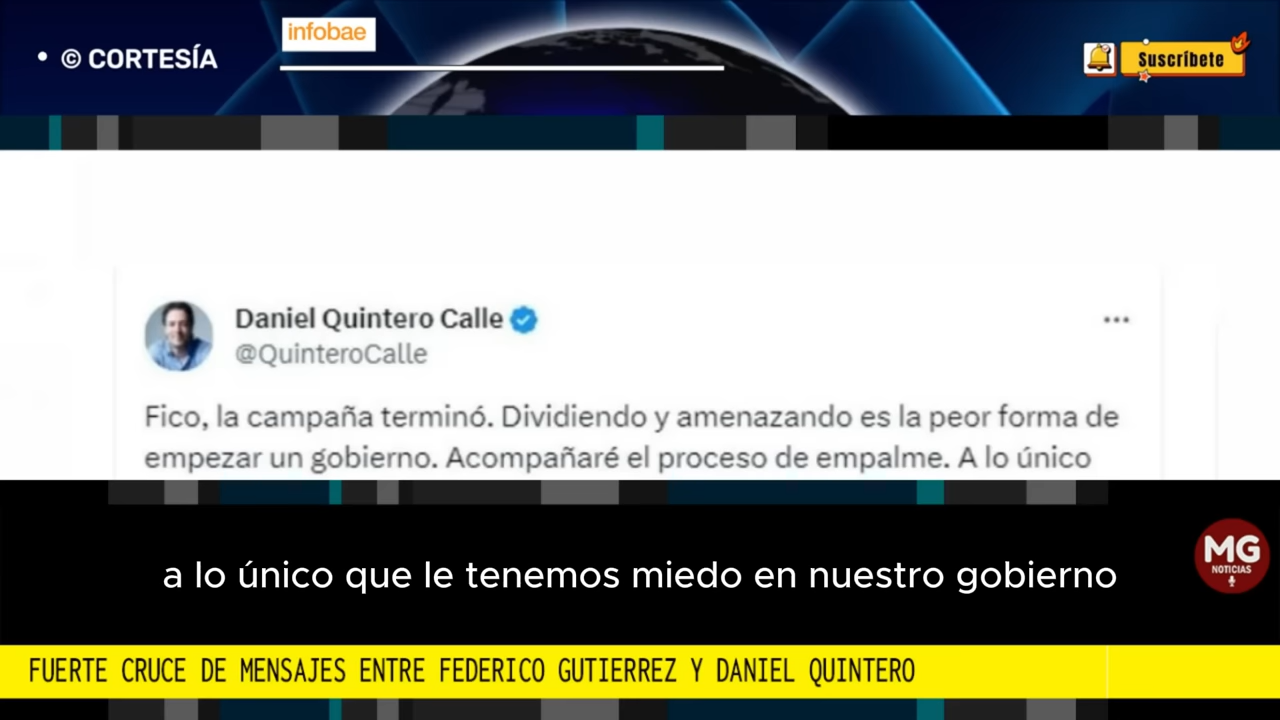 infobae
• © CORTESÍA
Suscríbete
Daniel Quintero Calle
@QuinteroCalle
Fico, la campaña terminó. Dividiendo y amenazando es la peor forma de
empezar un gobierno. Acompañaré el proceso de empalme. A lo único
a lo único que le tenemos miedo en nuestro gobierno
MG
NOTICIAS
FUERTE CRUCE DE MENSAJES ENTRE FEDERICO GUTIERREZ Y DANIEL QUINTERO